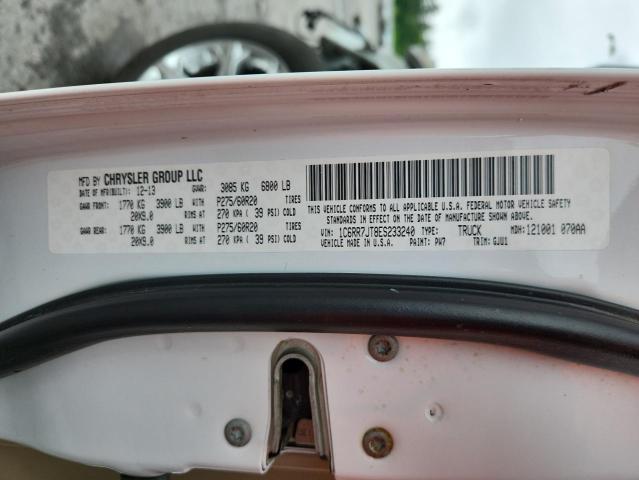 MFD BY CHRYSLER GROUP LLC
DATE OF MFR(BUILT): 12-13 GVWR: 3085 KG 6800 LB
GAWR FRONT: 1770 KG 3900 LB WITH P275/60R20
20X9.0 RIMS AT 270 KPA ( 39 PSI) COLD
GAWR REAR: 1770 KG 3900 LB WITH P275/60R20
20X9.0 RIMS AT 270 KPA ( 39 PSI) COLD
THIS VEHICLE CONFORMS TO ALL APPLICABLE U.S.A. FEDERAL MOTOR VEHICLE SAFETY
STANDARDS IN EFFECT ON THE DATE OF MANUFACTURE SHOWN ABOVE.
VIN: 1C6RR7JT8ES233240 TYPE: TRUCK MDH: 121001 070AA
VEHICLE MADE IN U.S.A. PAINT: PW7 TRIM: GJU1